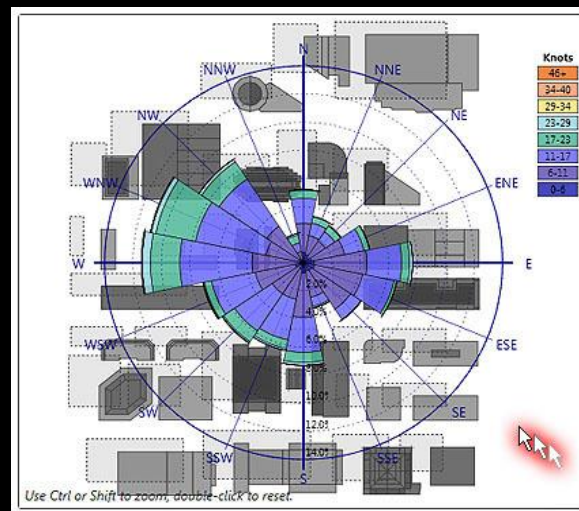 N
NNW
NNE
Knots
46+
34-40
29-34
23-29
17-23
11-17
6-11
0-6
NW
NE
WNW
ENE
W
E
2.0%
4.0%
WSW
6.0%
ESE
8.0%
10.0%
SW
SE
12.0%
SSW
14.0%
SSE
S
Use Ctrl or Shift to zoom, double-click to reset.